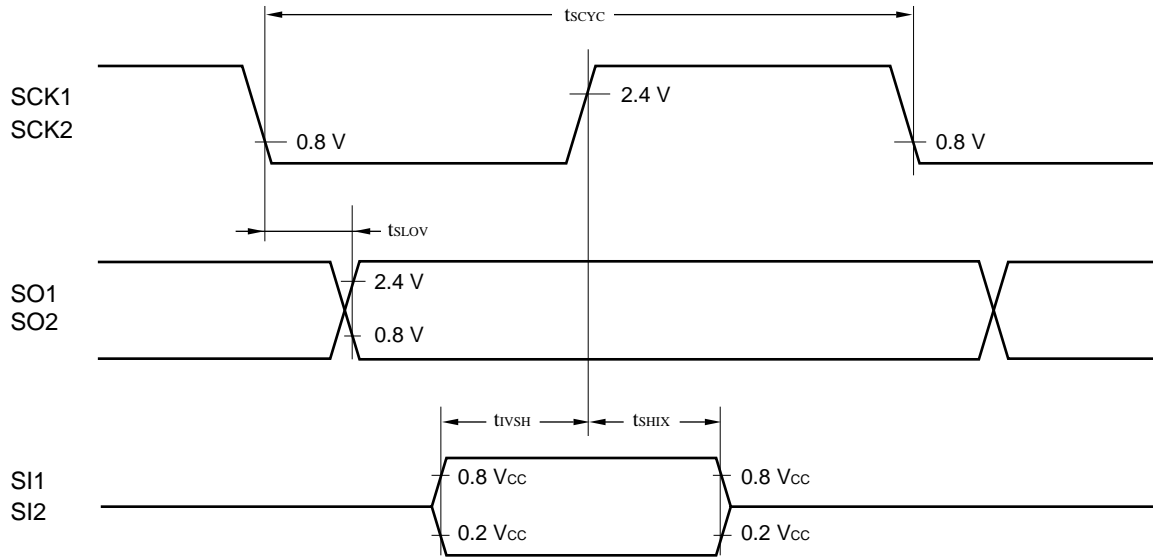 tSCYC
SCK1
SCK2
2.4 V
0.8 V
0.8 V
tSLOV
SO1
SO2
2.4 V
0.8 V
tIVSH
tSHIX
SI1
SI2
0.8 VCC
0.8 VCC
0.2 VCC
0.2 VCC